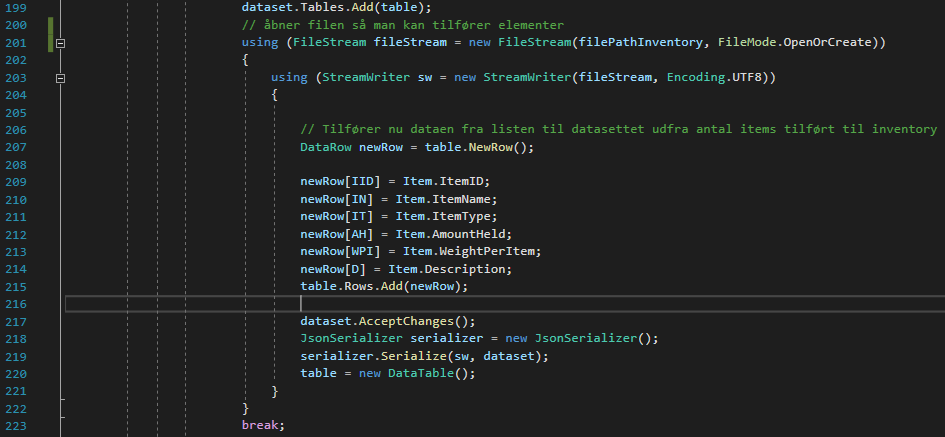 199 dataset.Tables.Add(table);
200 // åbner filen så man kan tilfører elementer
201 using (FileStream fileStream = new FileStream(filePathInventory, FileMode.OpenOrCreate))
202 {
203 using (StreamWriter sw = new StreamWriter(fileStream, Encoding.UTF8))
204 {
205
206 // Tilfører nu dataen fra listen til datasettet udfra antal items tilført til inventory
207 DataRow newRow = table.NewRow();
208
209 newRow[IID] = Item.ItemID;
210 newRow[IN] = Item.ItemName;
211 newRow[IT] = Item.ItemType;
212 newRow[AH] = Item.AmountHeld;
213 newRow[WPI] = Item.WeightPerItem;
214 newRow[D] = Item.Description;
215 table.Rows.Add(newRow);
216
217 dataset.AcceptChanges();
218 JsonSerializer serializer = new JsonSerializer();
219 serializer.Serialize(sw, dataset);
220 table = new DataTable();
221 }
222 }
223 break;